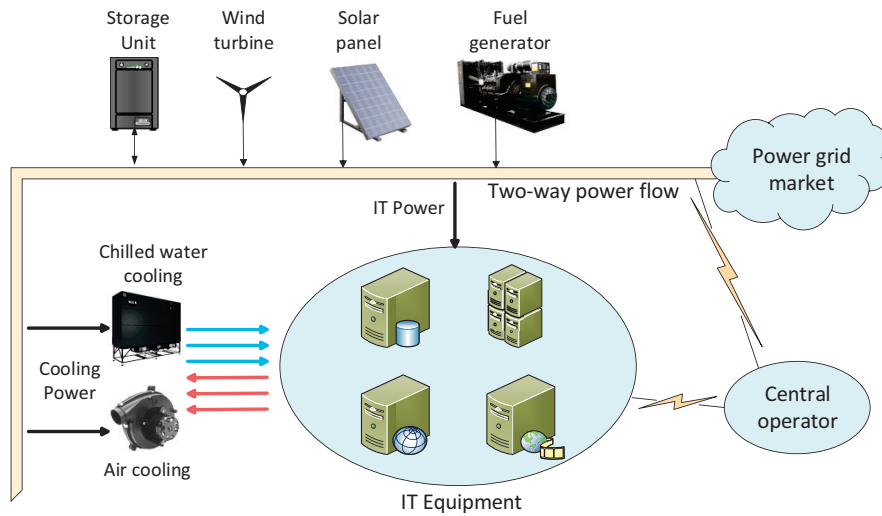 Storage
Unit
Wind
turbine
Solar
panel
Fuel
generator
Power grid
market
Two-way power flow
IT Power
Chilled water
cooling
Cooling
Power
Air cooling
Central
operator
IT Equipment